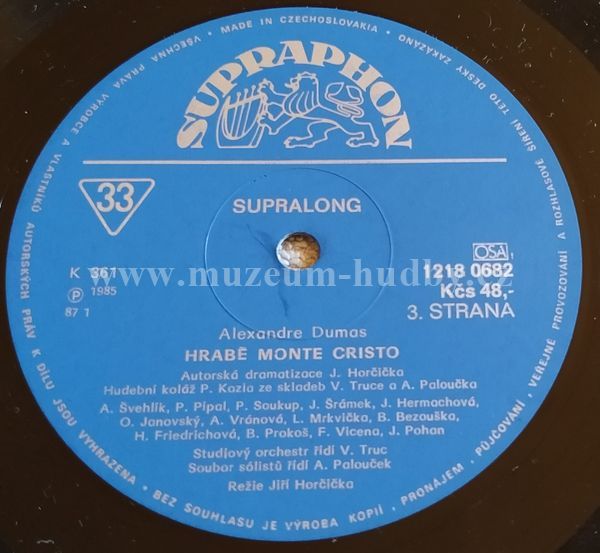 VŠECHNA PRÁVA VÝROBCE A VLASTNÍKŮ AUTORSKÝCH PRÁV K DÍLU JSOU VYHRAZENA • BEZ SOUHLASU JE VÝROBA KOPIÍ, PRONÁJEM, PŮJČOVÁNÍ, VEŘEJNÉ PROVOZOVÁNÍ A ROZHLASOVÉ ŠÍŘENÍ TÉTO DESKY ZAKÁZÁNO • MADE IN CZECHOSLOVAKIA •
SUPRAPHON
33
SUPRALONG
K 361
Ⓟ 1985
87 1
OSA 1
1218 0682
Kčs 48,-
3. STRANA
www.muzeum-hudby.cz
Alexandre Dumas
HRABĚ MONTE CRISTO
Autorská dramatizace J. Horčička
Hudební koláž P. Kozla ze skladeb V. Truce a A. Paloučka
A. Švehlík, P. Pípal, P. Soukup, J. Šrámek, J. Hermachová,
O. Janovský, A. Vránová, L. Mrkvička, B. Bezouška,
H. Friedrichová, B. Prokoš, F. Vicena, J. Pohan
Studiový orchestr řídí V. Truc
Soubor sólistů řídí A. Palouček
Režie Jiří Horčička